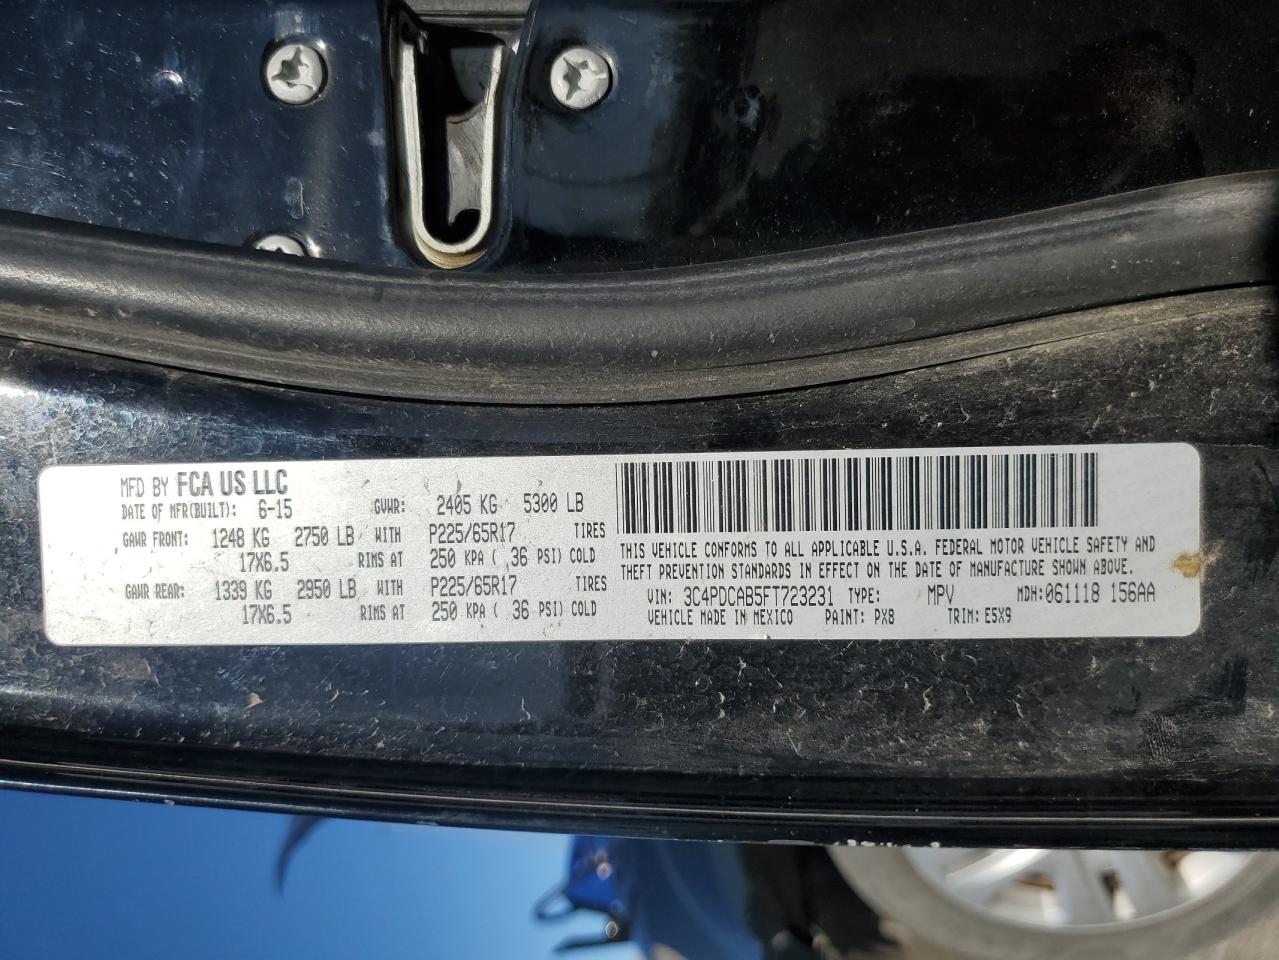 MFD BY FCA US LLC
DATE OF MFR(BUILT): 6-15 GVWR: 2405 KG 5300 LB
GAWR FRONT: 1248 KG 2750 LB WITH P225/65R17 TIRES
17X6.5 RIMS AT 250 KPA ( 36 PSI) COLD
GAWR REAR: 1339 KG 2950 LB WITH P225/65R17 TIRES
17X6.5 RIMS AT 250 KPA ( 36 PSI) COLD
THIS VEHICLE CONFORMS TO ALL APPLICABLE U.S.A. FEDERAL MOTOR VEHICLE SAFETY AND
THEFT PREVENTION STANDARDS IN EFFECT ON THE DATE OF MANUFACTURE SHOWN ABOVE.
VIN: 3C4PDCAB5FT723231 TYPE: MPV MDH: 061118 156AA
VEHICLE MADE IN MEXICO PAINT: PX8 TRIM: E5X9